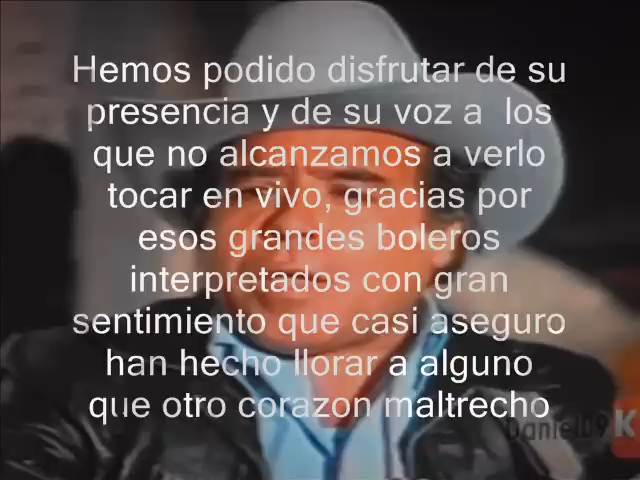 Hemos podido disfrutar de su
presencia y de su voz a  los
que no alcanzamos a verlo
tocar en vivo, gracias por
esos grandes boleros
interpretados con gran
sentimiento que casi aseguro
han hecho llorar a alguno
que otro corazon maltrecho
Daniel09
K